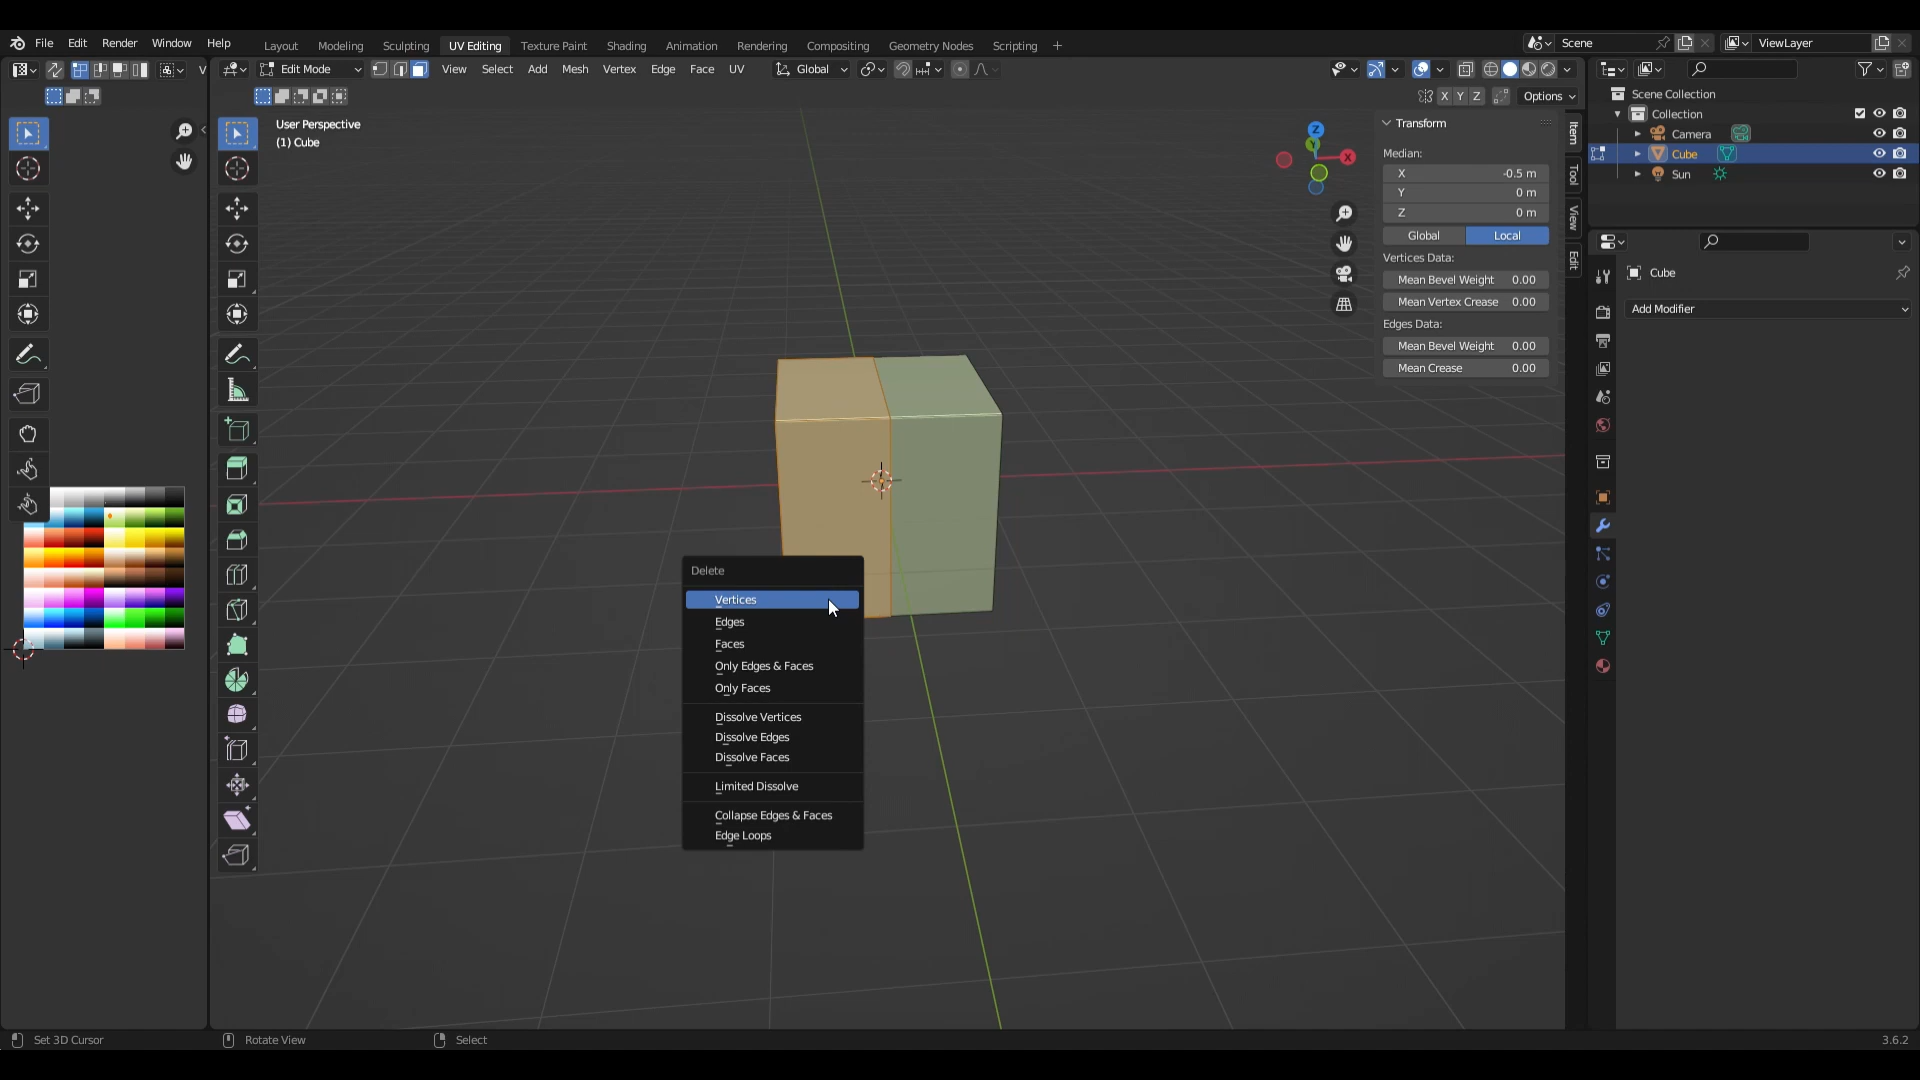 File Edit Render Window Help
Layout Modeling Sculpting UV Editing Texture Paint Shading Animation Rendering Compositing Geometry Nodes Scripting +
Scene
ViewLayer
V
Edit Mode
View Select Add Mesh Vertex Edge Face UV
Global
X Y Z
Options
User Perspective
(1) Cube
Z
Y
X
Transform
Median:
X -0.5 m
Y 0 m
Z 0 m
Global Local
Vertices Data:
Mean Bevel Weight 0.00
Mean Vertex Crease 0.00
Edges Data:
Mean Bevel Weight 0.00
Mean Crease 0.00
Item
Tool
View
Edit
Scene Collection
Collection
Camera
Cube
Sun
Cube
Add Modifier
Delete
Vertices
Edges
Faces
Only Edges & Faces
Only Faces
Dissolve Vertices
Dissolve Edges
Dissolve Faces
Limited Dissolve
Collapse Edges & Faces
Edge Loops
Set 3D Cursor
Rotate View
Select
3.6.2